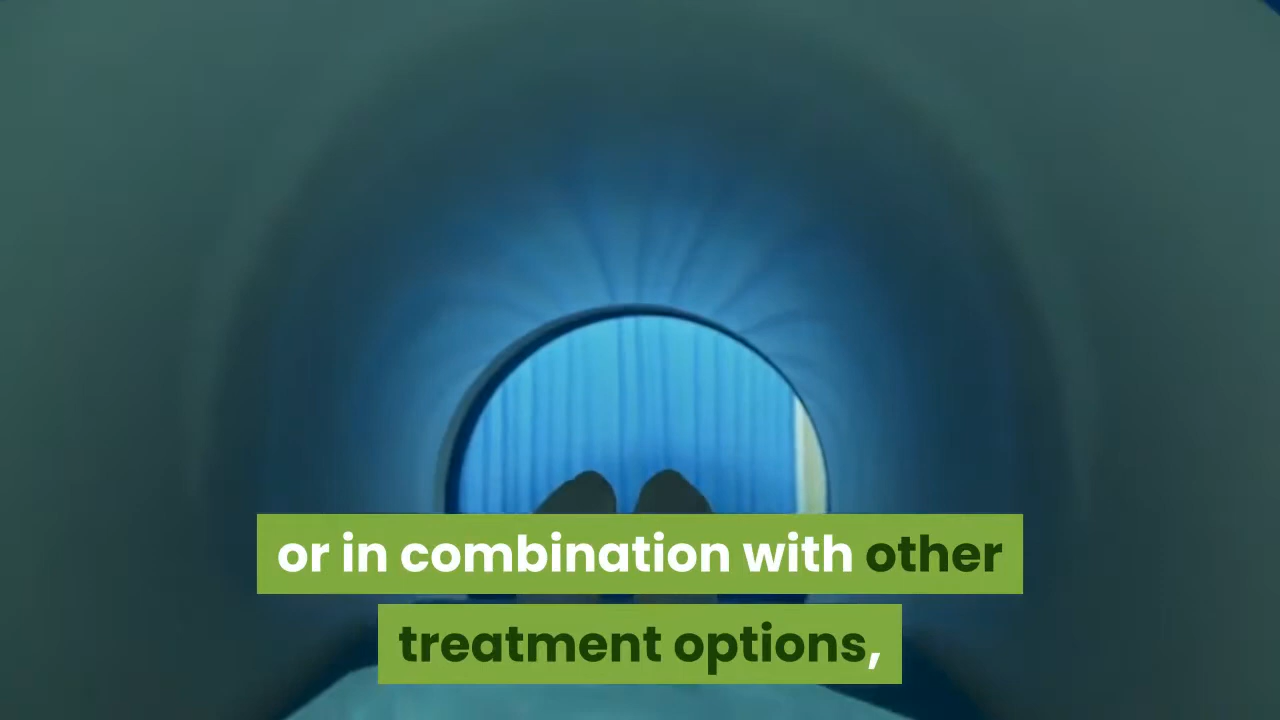 or in combination with other
treatment options,